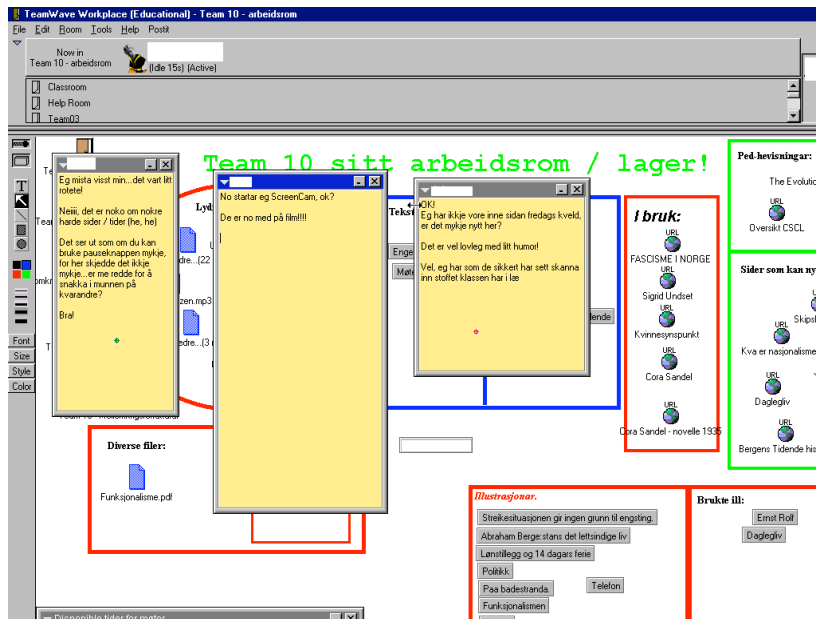 TeamWave Workplace (Educational) - Team 10 - arbeidsrom
File Edit Room Tools Help Postit
Now in
Team 10 - arbeidsrom
(Idle 15s) (Active)
Classroom
Help Room
Team03
Font
Size
Style
Color
Team 10 sitt arbeidsrom / lager!
Eg mista visst min...det vart litt
rotete!
Neiii, det er noko om nokre
harde sider / tider (he, he)
Det ser ut som om du kan
bruke pauseknappen mykje,
for her skjedde det ikkje
mykje...er me redde for å
snakka i munnen på
kvarandre?
Bra!
No startar eg ScreenCam, ok?
De er no med på film!!!!
OK!
Eg har ikkje vore inne sidan fredags kveld,
er det mykje nytt her?
Det er vel lovleg med litt humor!
Vel, eg har som de sikkert har sett skanna
inn stoffet klassen har i læ
I bruk:
URL
FASCISME I NORGE
URL
Sigrid Undset
URL
Kvinnesynspunkt
URL
Cora Sandel
URL
Cora Sandel - novelle 1935
Ped-hevisningar:
The Evolutio
URL
Oversikt CSCL
Sider som kan ny
Skipsf
URL
Kva er nasjonalisme
URL
URL
Daglegliv
Bergens Tidende his
Diverse filer:
Funksjonalisme.pdf
Illustrasjonar.
Streikesituasjonen gir ingen grunn til engsting.
Abraham Berge:stans det lettsindige liv
Lønstillegg og 14 dagars ferie
Politikk
Paa badestranda.
Telefon
Funksjonalismen
Brukte ill:
Ernst Rolf
Daglegliv
Disponible tider for møter